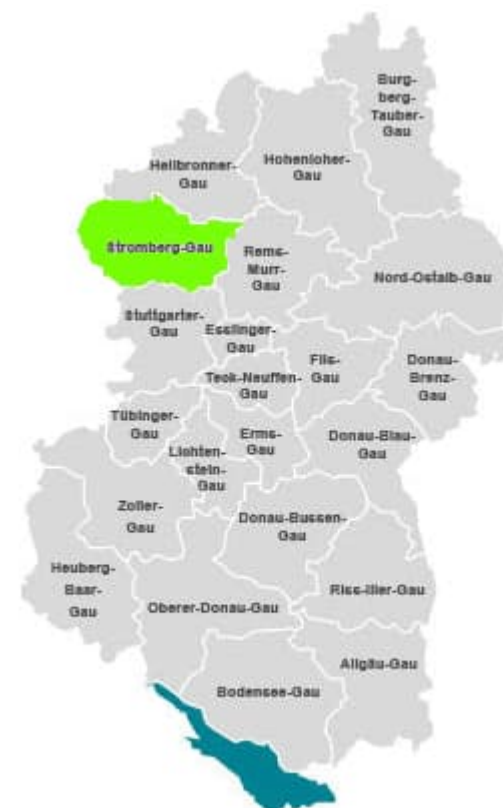 Burg-
berg-
Tauber-
Gau
Heilbronner-
Gau
Hohenloher-
Gau
Stromberg-Gau
Rems-
Murr-
Gau
Nord-Ostalb-Gau
Stuttgarter-
Gau
Esslinger-
Gau
Fils-
Gau
Donau-
Brenz-
Gau
Teck-Neuffen-
Gau
Tübinger-
Gau
Erms-
Gau
Donau-Blau-
Gau
Lichten-
stein-
Gau
Zoller-
Gau
Donau-Bussen-
Gau
Heuberg-
Baar-
Gau
Oberer-Donau-Gau
Riss-Iller-Gau
Allgäu-Gau
Bodensee-Gau